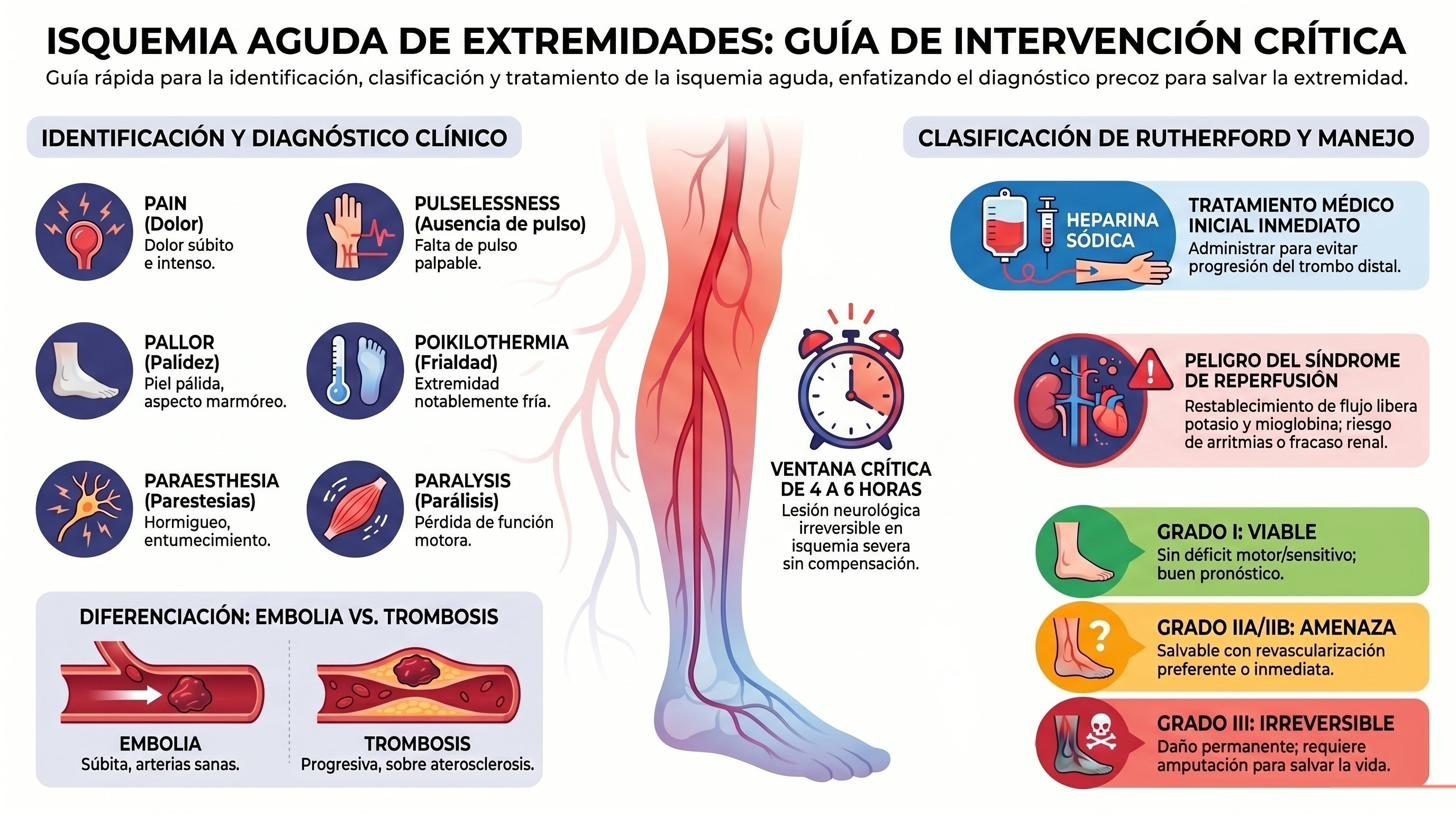 ISQUEMIA AGUDA DE EXTREMIDADES: GUÍA DE INTERVENCIÓN CRÍTICA
Guía rápida para la identificación, clasificación y tratamiento de la isquemia aguda, enfatizando el diagnóstico precoz para salvar la extremidad.
IDENTIFICACIÓN Y DIAGNÓSTICO CLÍNICO
PAIN
(Dolor)
Dolor súbito
e intenso.
PULSELESSNESS
(Ausencia de pulso)
Falta de pulso
palpable.
PALLOR
(Palidez)
Piel pálida,
aspecto marmóreo.
POIKILOTHERMIA
(Frialdad)
Extremidad
notablemente fría.
PARAESTHESIA
(Parestesias)
Hormigueo,
entumecimiento.
PARALYSIS
(Parálisis)
Pérdida de función
motora.
DIFERENCIACIÓN: EMBOLIA VS. TROMBOSIS
EMBOLIA
Súbita, arterias sanas.
TROMBOSIS
Progresiva, sobre aterosclerosis.
VENTANA CRÍTICA
DE 4 A 6 HORAS
Lesión neurológica
irreversible en
isquemia severa
sin compensación.
CLASIFICACIÓN DE RUTHERFORD Y MANEJO
HEPARINA
SÓDICA
TRATAMIENTO MÉDICO
INICIAL INMEDIATO
Administrar para evitar
progresión del trombo distal.
PELIGRO DEL SÍNDROME
DE REPERFUSIÓN
Restablecimiento de flujo libera
potasio y mioglobina; riesgo
de arritmias o fracaso renal.
GRADO I: VIABLE
Sin déficit motor/sensitivo;
buen pronóstico.
?
GRADO IIA/IIB: AMENAZA
Salvable con revascularización
preferente o inmediata.
GRADO III: IRREVERSIBLE
Daño permanente; requiere
amputación para salvar la vida.